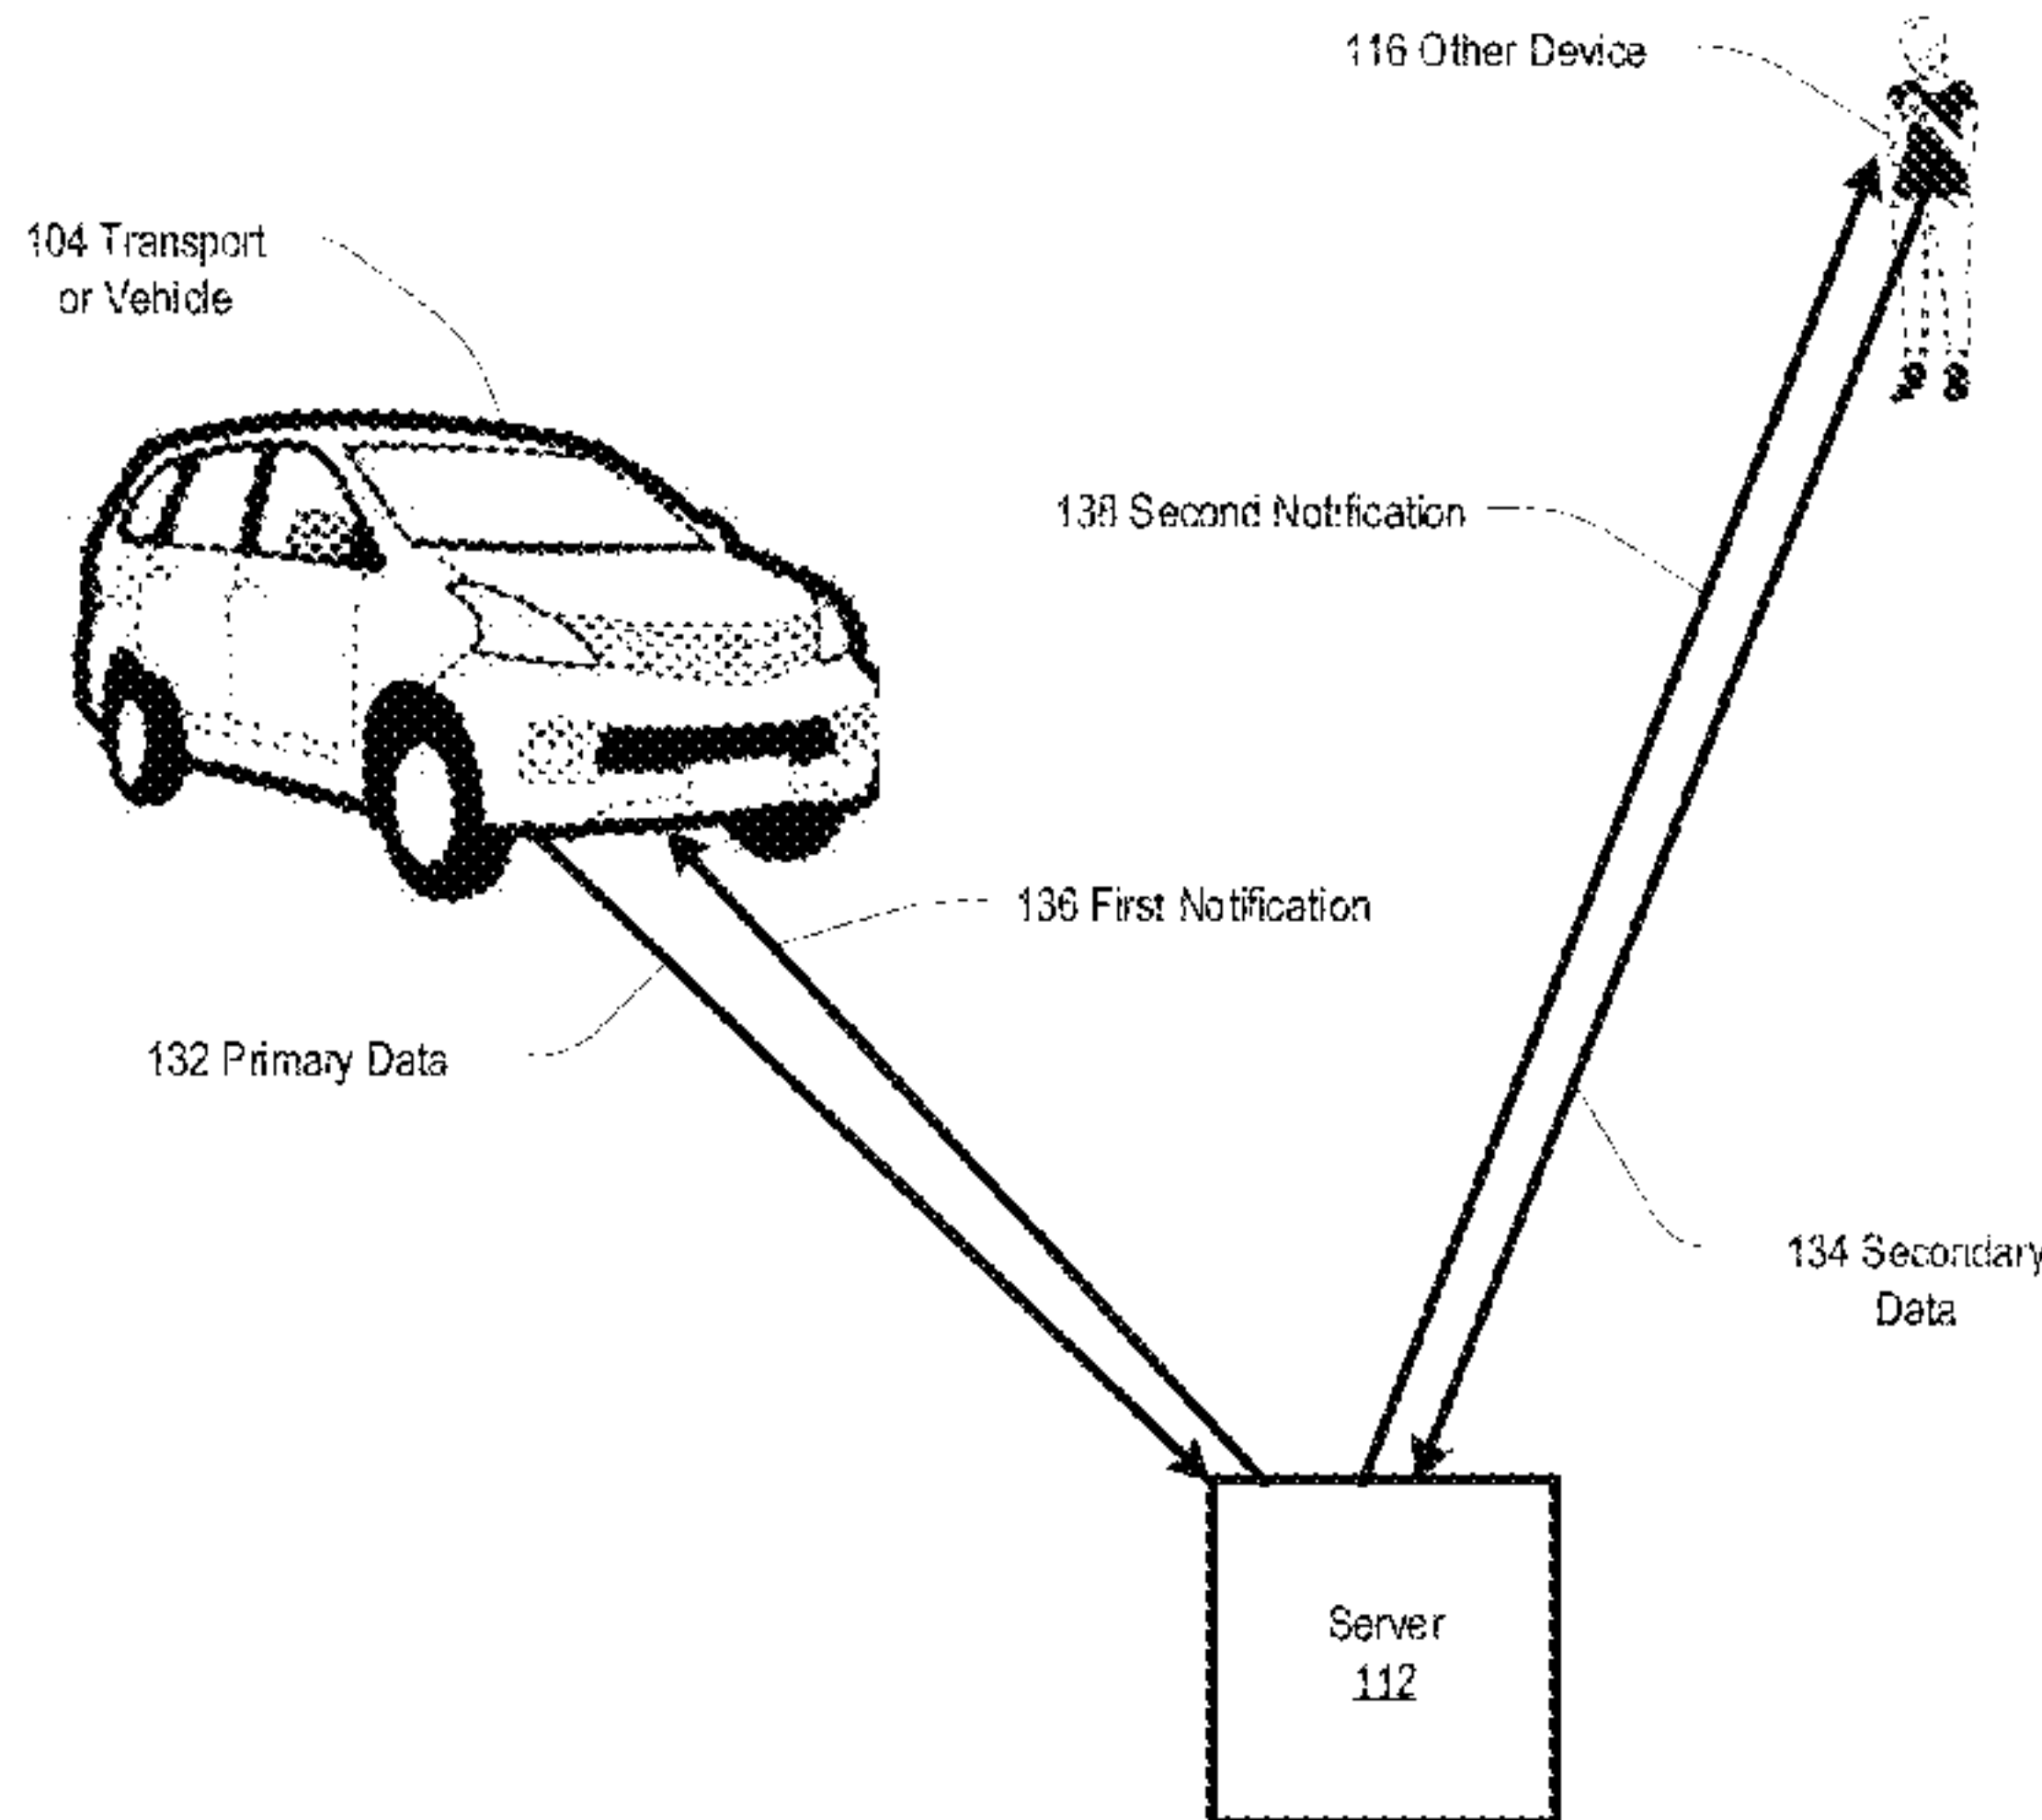 116 Other Device
104 Transport
or Vehicle
138 Second Notification
136 First Notification
132 Primary Data
134 Secondary
Data
Server
112